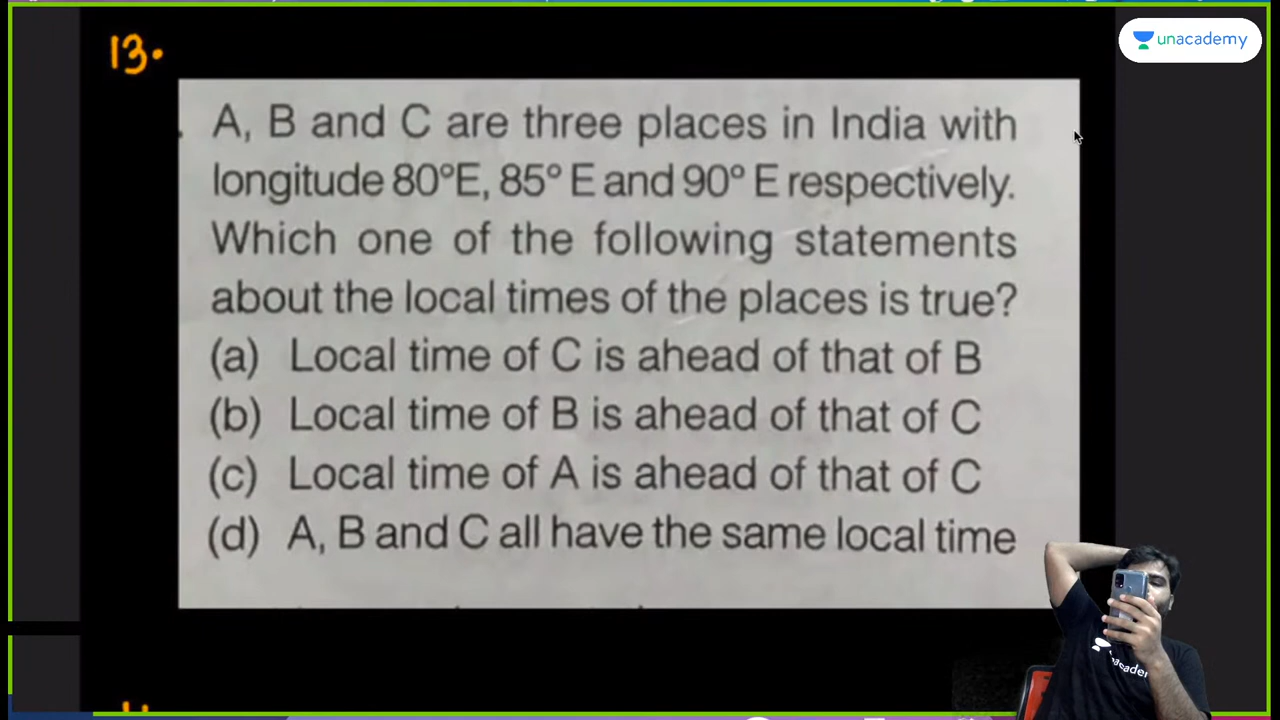 13.
unacademy
A, B and C are three places in India with
longitude 80°E, 85° E and 90° E respectively.
Which one of the following statements
about the local times of the places is true?
(a) Local time of C is ahead of that of B
(b) Local time of B is ahead of that of C
(c) Local time of A is ahead of that of C
(d) A, B and C all have the same local time